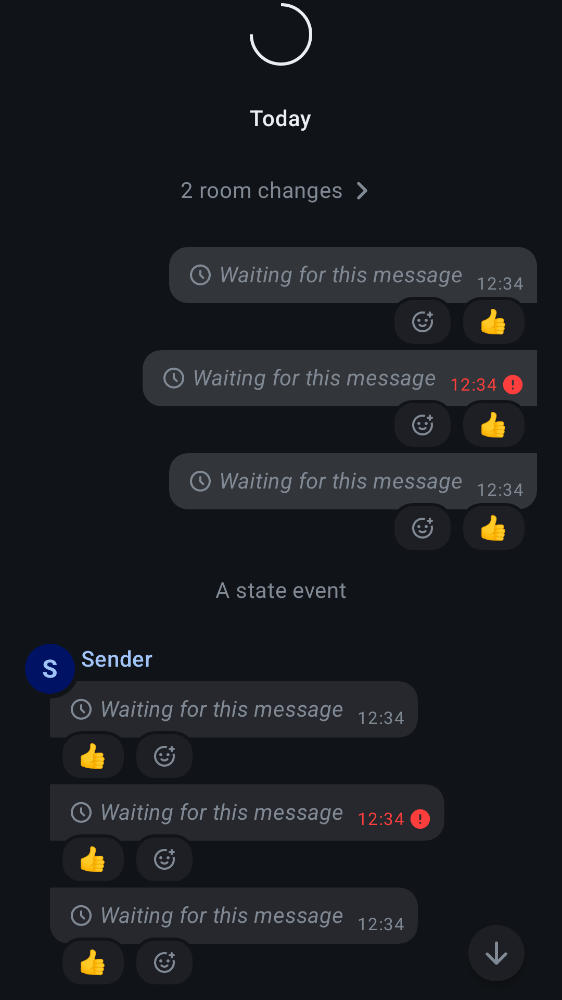 Today
2 room changes
Waiting for this message 12:34
👍
Waiting for this message 12:34
👍
Waiting for this message 12:34
👍
A state event
S Sender
Waiting for this message 12:34
👍
Waiting for this message 12:34
👍
Waiting for this message 12:34
👍